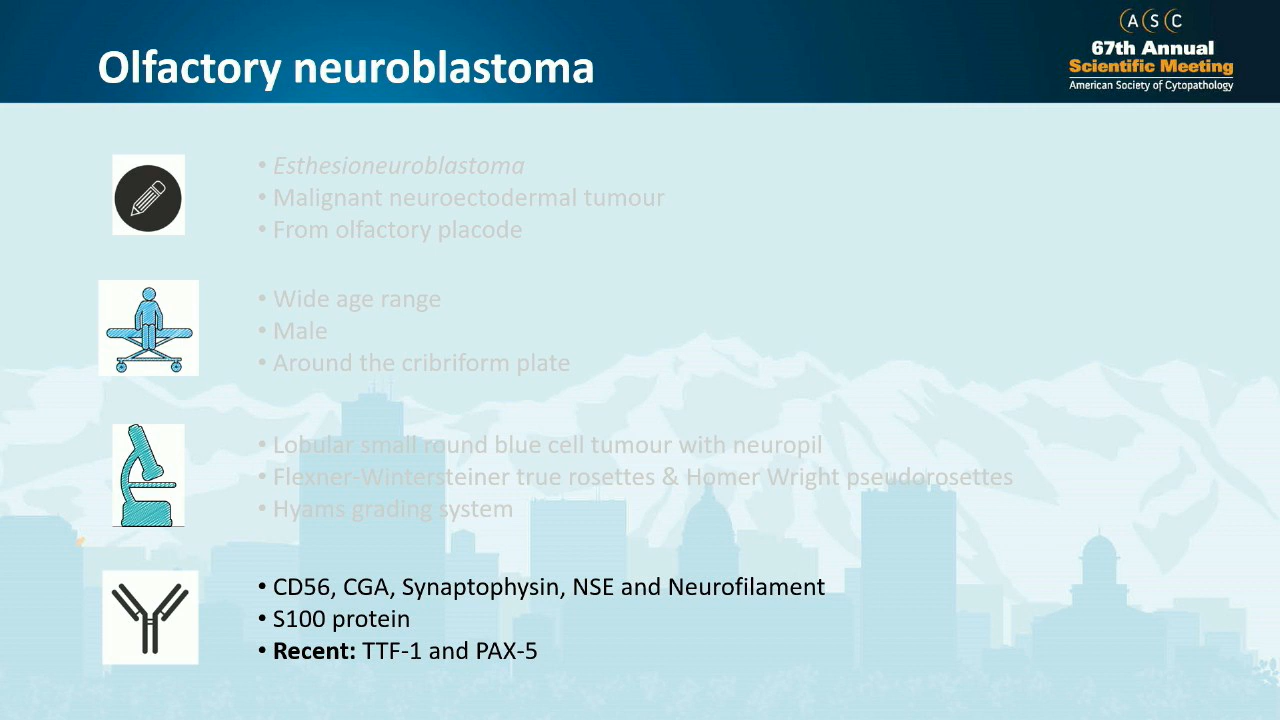 Olfactory neuroblastoma
(A (S (C
67th Annual
Scientific Meeting
American Society of Cytopathology
• Esthesioneuroblastoma
• Malignant neuroectodermal tumour
• From olfactory placode
• Wide age range
• Male
• Around the cribriform plate
• Lobular small round blue cell tumour with neuropil
• Flexner-Wintersteiner true rosettes & Homer Wright pseudorosettes
• Hyams grading system
• CD56, CGA, Synaptophysin, NSE and Neurofilament
• S100 protein
• Recent: TTF-1 and PAX-5